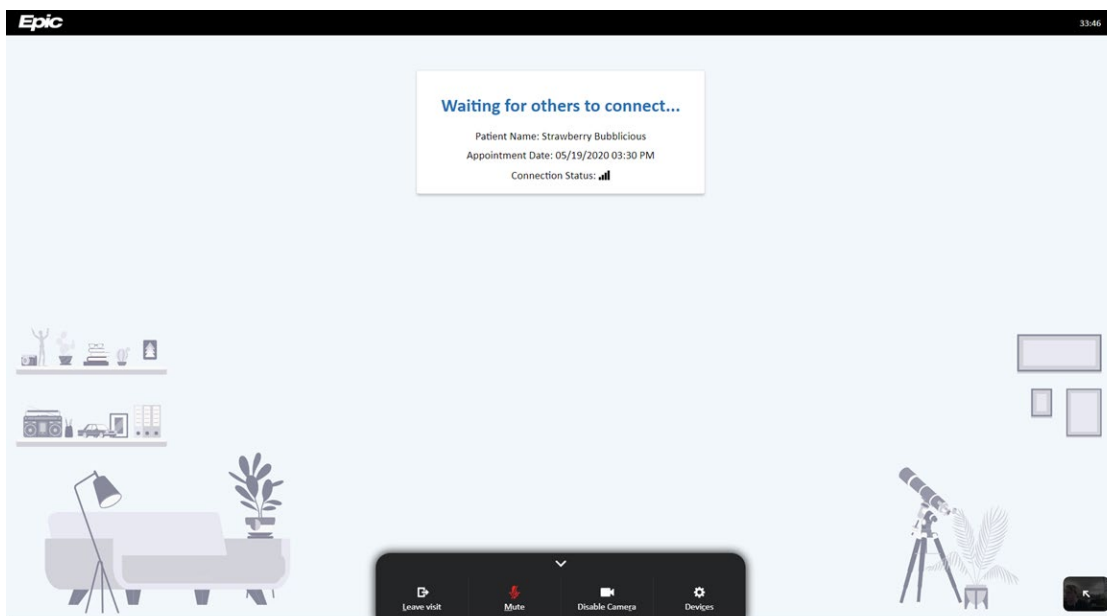 Epic
33:46
Waiting for others to connect...
Patient Name: Strawberry Bubblicious
Appointment Date: 05/19/2020 03:30 PM
Connection Status:
Leave visit
Mute
Disable Camera
Devices